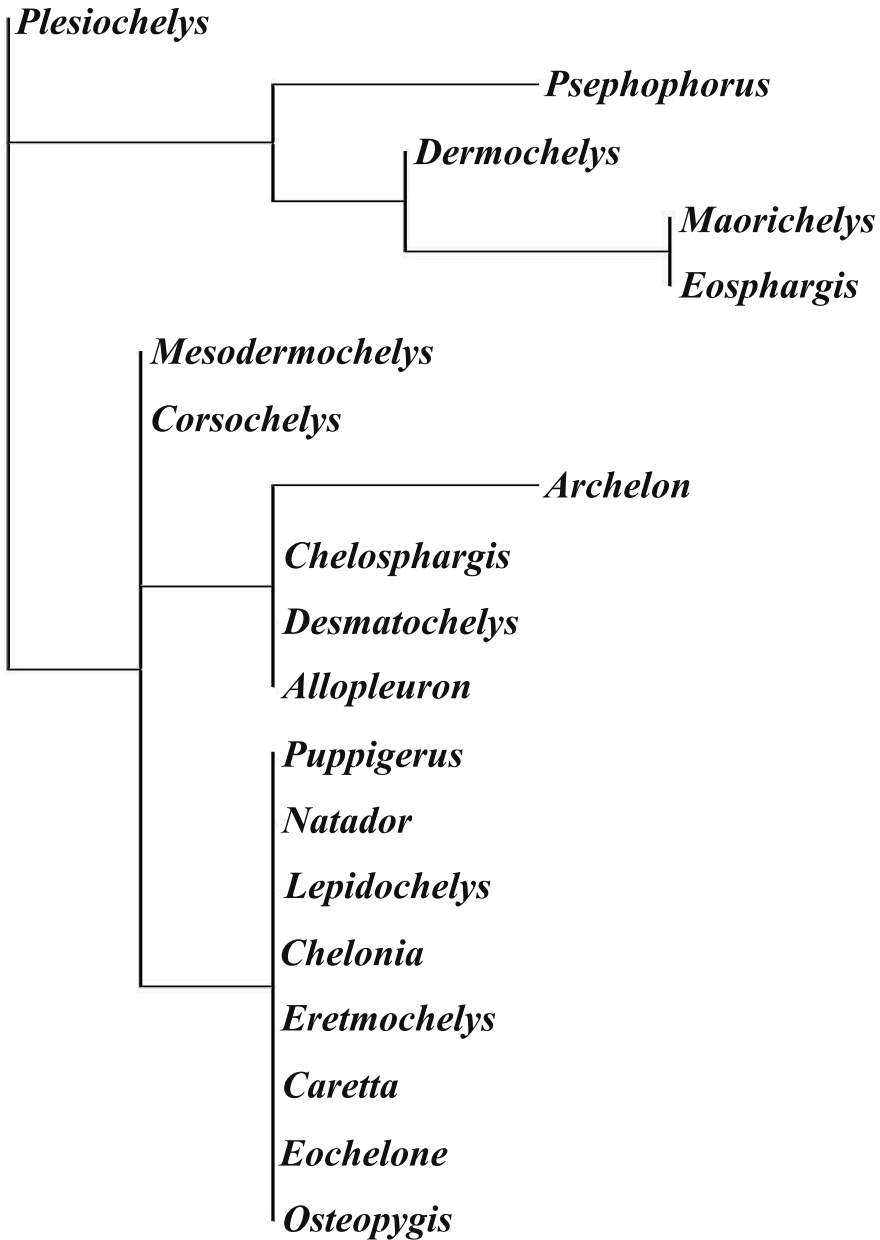 Plesiochelys
Psephophorus
Dermochelys
Maorichelys
Eosphargis
Mesodermochelys
Corsochelys
Archelon
Chelosphargis
Desmatochelys
Allopleuron
Puppigerus
Natador
Lepidochelys
Chelonia
Eretmochelys
Caretta
Eochelone
Osteopygis